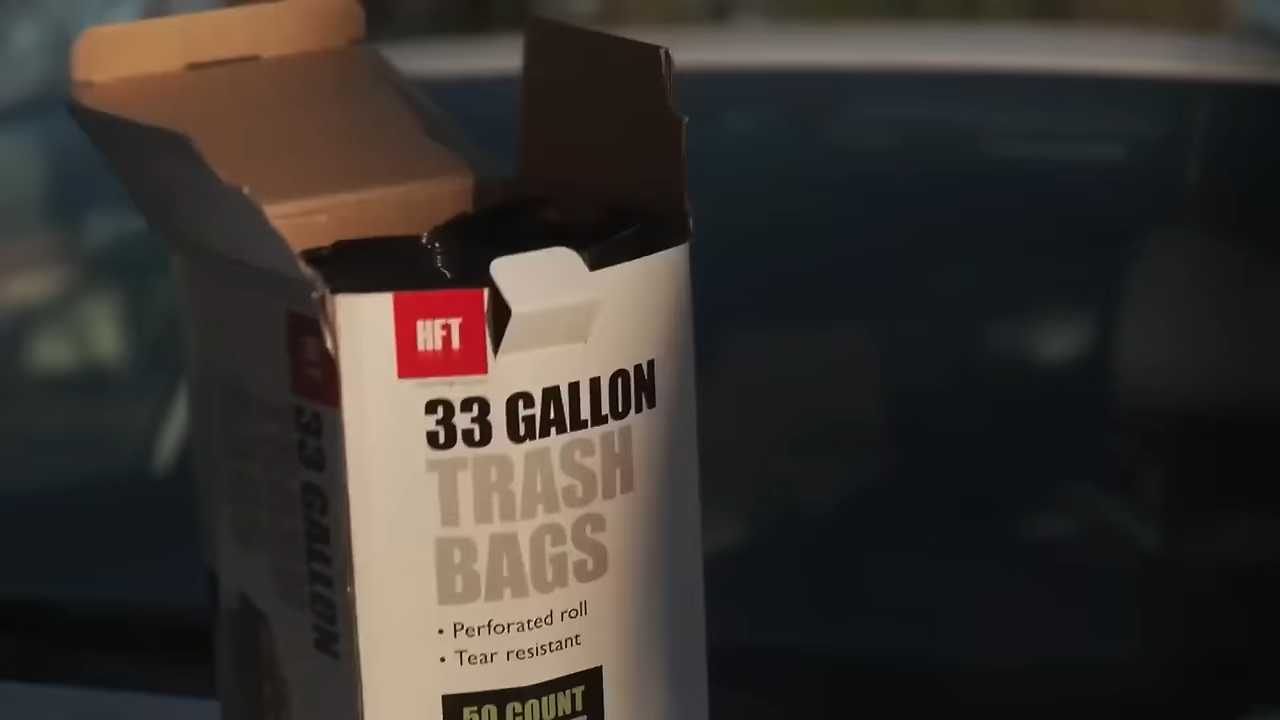 HFT
33 GALLON
TRASH
BAGS
• Perforated roll
• Tear resistant
50 COUNT
33 GALLON